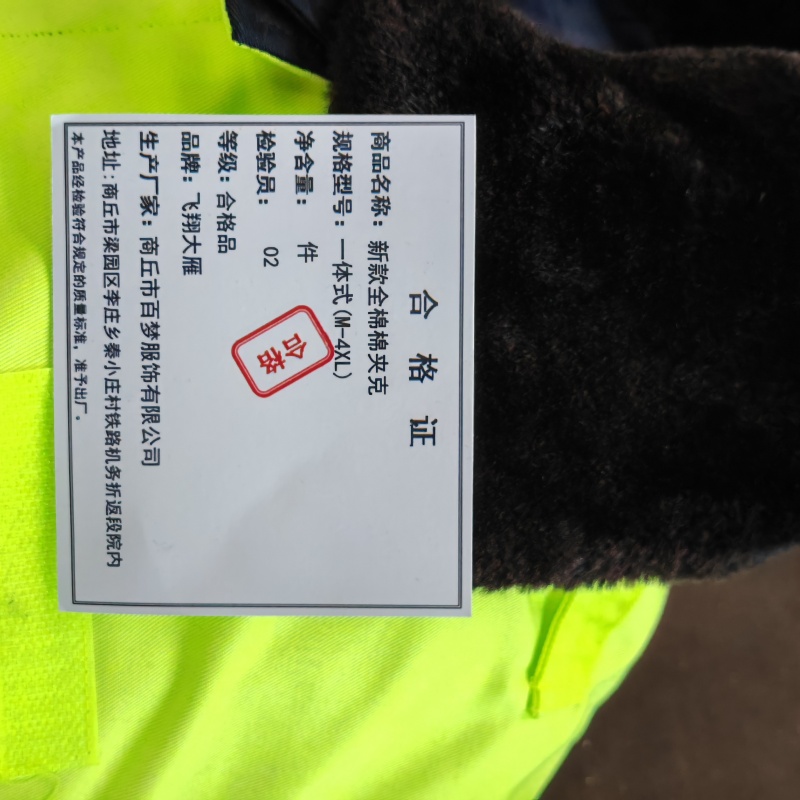 合格证
商品名称：新款全棉棉夹克
规格型号：一体式(M-4XL)
净含量：件
检验员：02
等级：合格品
品牌：飞翔大雁
生产厂家：商丘市百梦服饰有限公司
地址：商丘市梁园区李庄乡秦小庄村铁路机务折返段院内
本产品经检验符合规定的质量标准，准予出厂。
合格